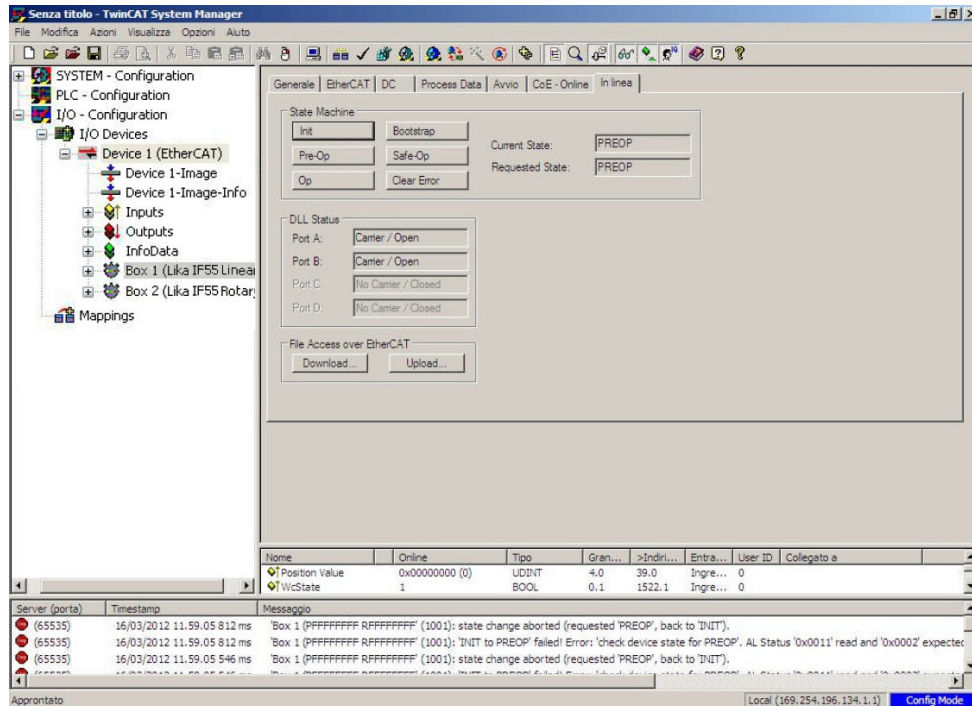 Senza titolo - TwinCAT System Manager
File Modifica Azioni Visualizza Opzioni Aiuto
SYSTEM - Configuration
PLC - Configuration
I/O - Configuration
I/O Devices
Device 1 (EtherCAT)
Device 1-Image
Device 1-Image-Info
Inputs
Outputs
InfoData
Box 1 (Lika IF55 Linear
Box 2 (Lika IF55 Rotary
Mappings
Generale EtherCAT DC Process Data Avvio CoE - Online In linea
State Machine
Init Bootstrap
Pre-Op Safe-Op
Op Clear Error
Current State: PREOP
Requested State: PREOP
DLL Status
Port A: Carrier / Open
Port B: Carrier / Open
Port C: No Carrier / Closed
Port D: No Carrier / Closed
File Access over EtherCAT
Download... Upload...
Nome Online Tipo Gran... >Indiri... Entra... User ID Collegato a
Position Value 0x00000000 (0) UDINT 4.0 39.0 Ingre... 0
WcState 1 BOOL 0.1 1522.1 Ingre... 0
Server (porta) Timestamp Messaggio
(65535) 16/03/2012 11.59.05 812 ms 'Box 1 (PFFFFFFFF RFFFFFFFF' (1001): state change aborted (requested 'PREOP', back to 'INIT').
(65535) 16/03/2012 11.59.05 812 ms 'Box 1 (PFFFFFFFF RFFFFFFFF' (1001): 'INIT to PREOP' failed! Error: 'check device state for PREOP'. AL Status '0x0011' read and '0x0002' expected
(65535) 16/03/2012 11.59.05 546 ms 'Box 1 (PFFFFFFFF RFFFFFFFF' (1001): state change aborted (requested 'PREOP', back to 'INIT').
Approntato Local (169.254.196.134.1.1) Config Mode